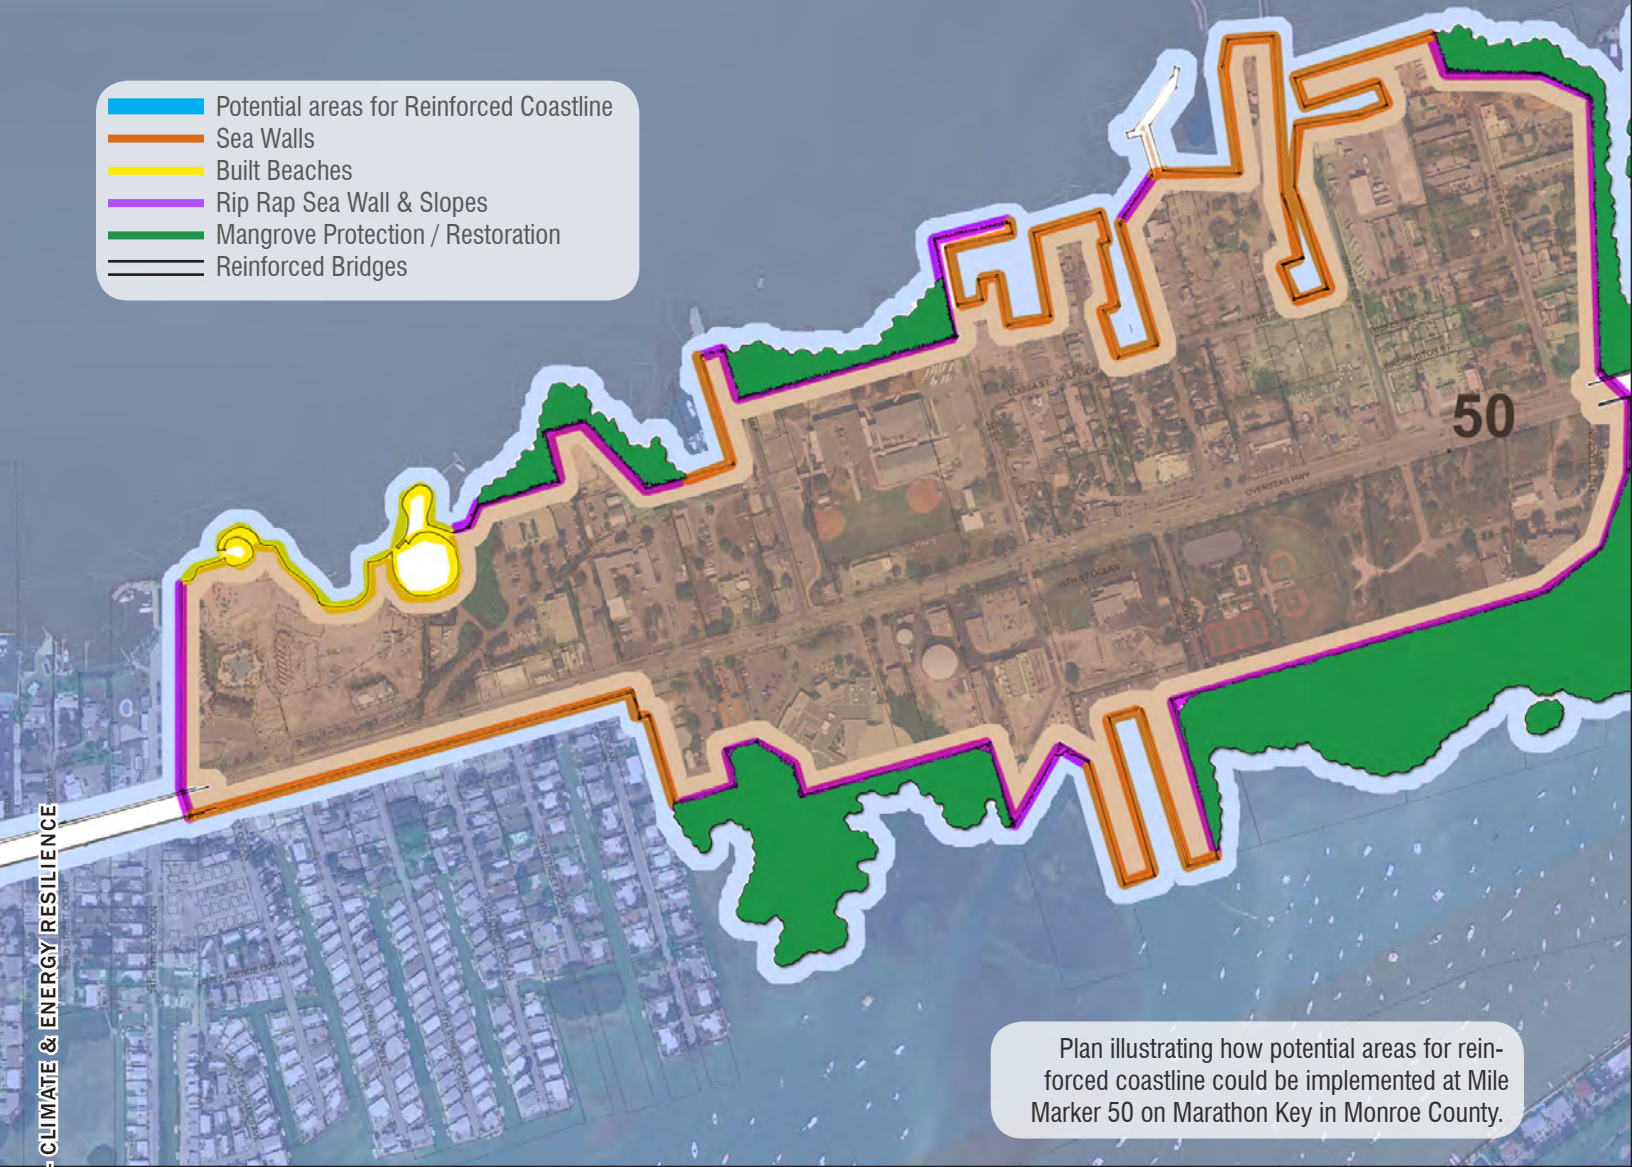 Potential areas for Reinforced Coastline
Sea Walls
Built Beaches
Rip Rap Sea Wall & Slopes
Mangrove Protection / Restoration
Reinforced Bridges
50
OVERSEAS HWY
- CLIMATE & ENERGY RESILIENCE
Plan illustrating how potential areas for rein-
forced coastline could be implemented at Mile
Marker 50 on Marathon Key in Monroe County.